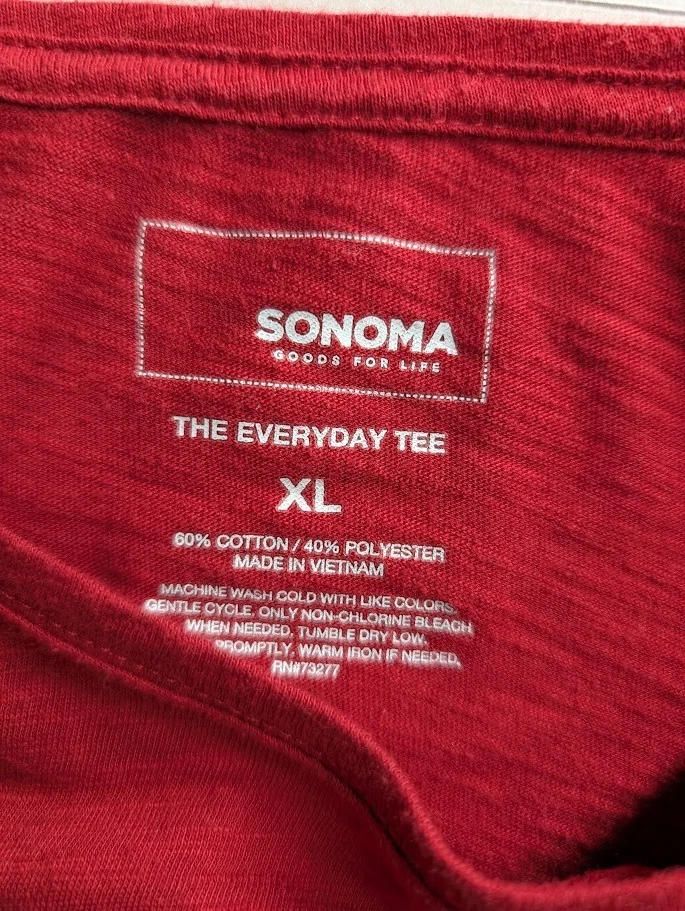 SONOMA
GOODS FOR LIFE
THE EVERYDAY TEE
XL
60% COTTON / 40% POLYESTER
MADE IN VIETNAM
MACHINE WASH COLD WITH LIKE COLORS,
GENTLE CYCLE. ONLY NON-CHLORINE BLEACH
WHEN NEEDED. TUMBLE DRY LOW.
PROMPTLY. WARM IRON IF NEEDED.
RN#73277